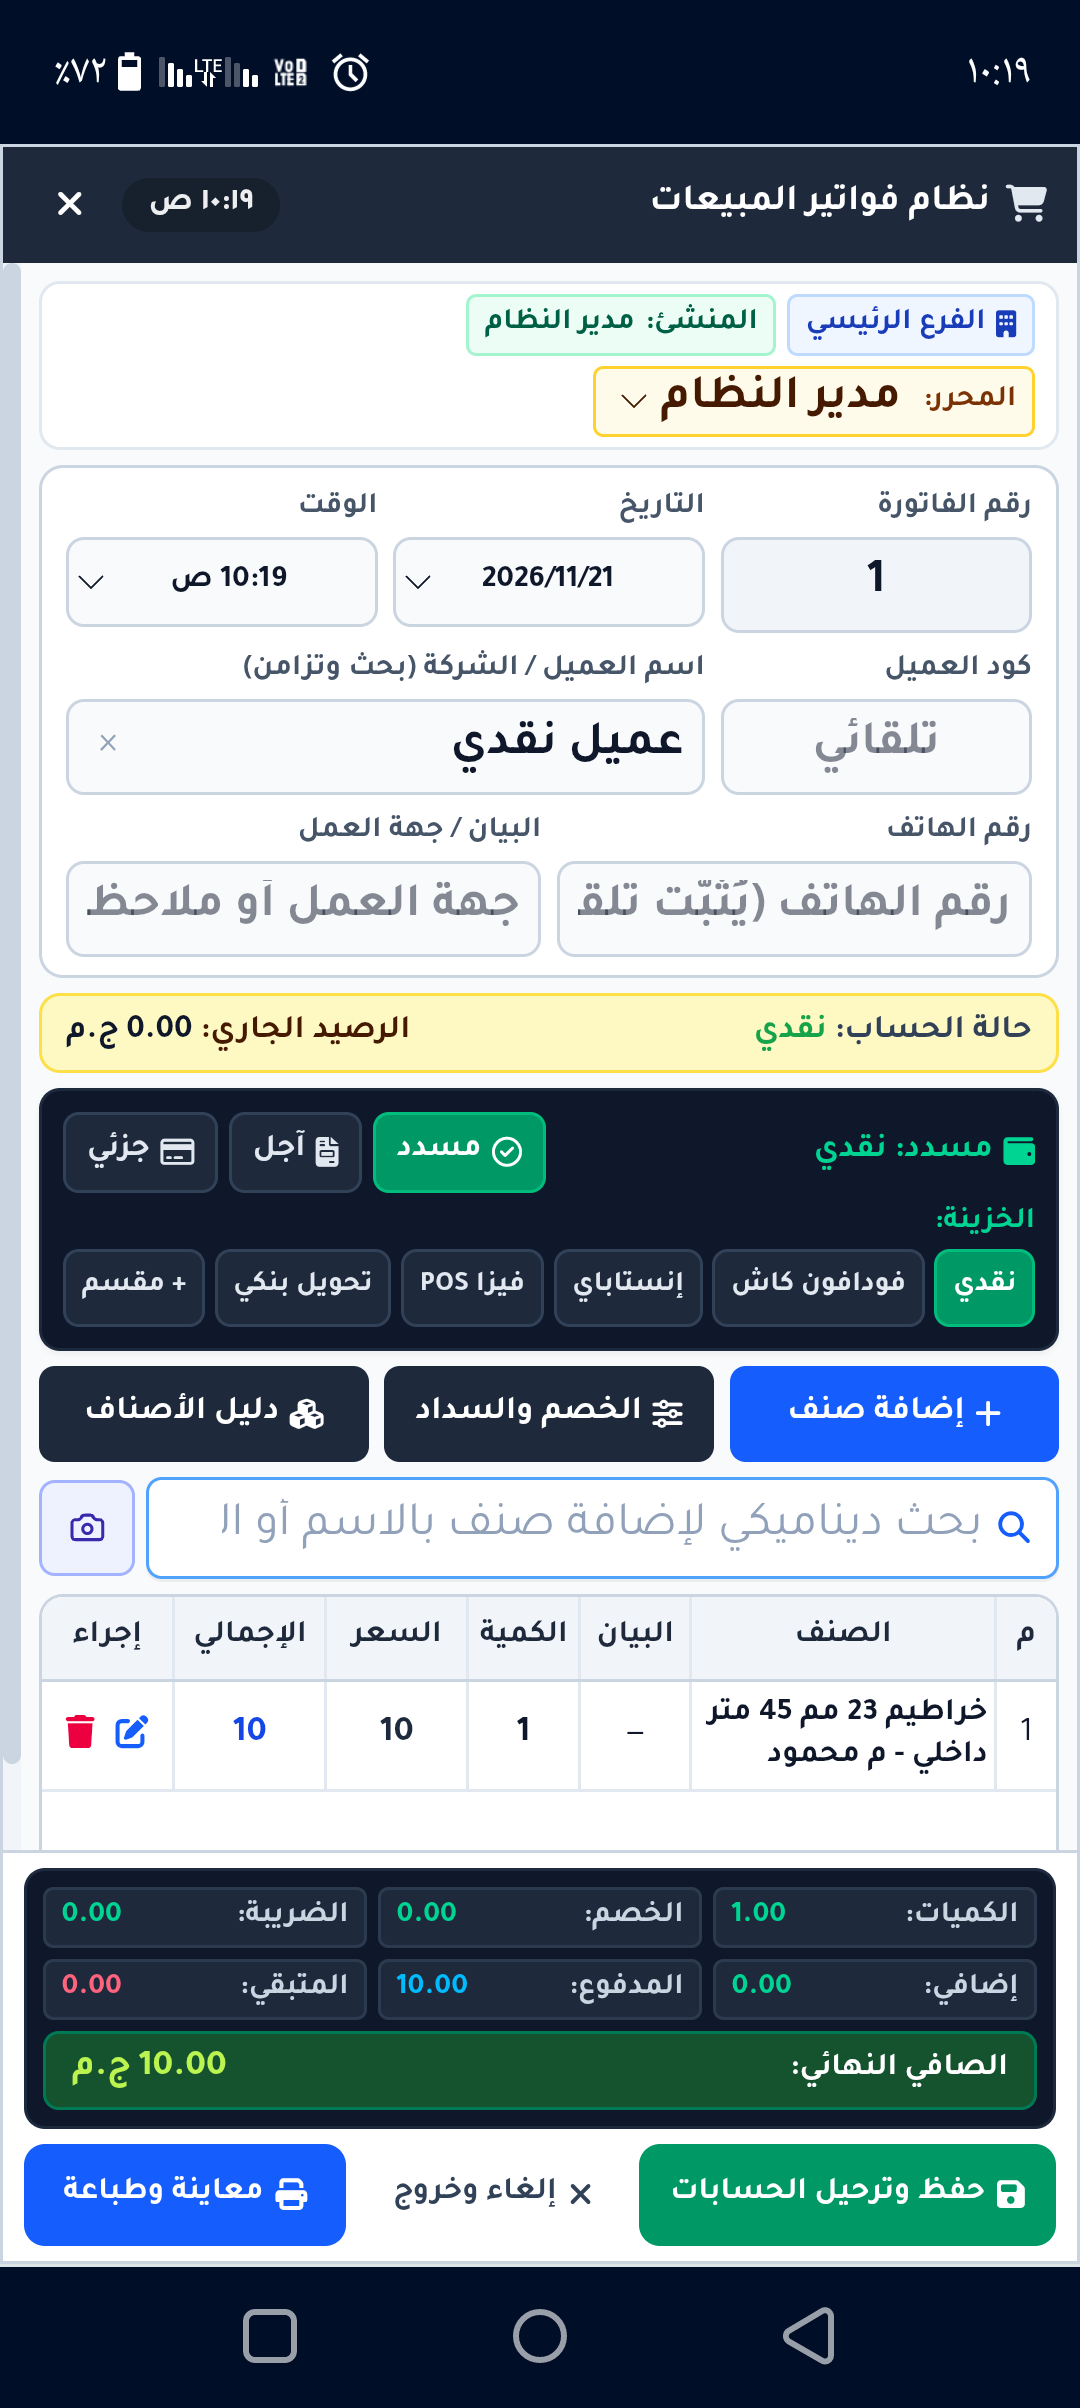 ١٠:١٩
٪٧٢
LTE
Vo LTE 2
نظام فواتير المبيعات
١٠:١٩ ص
الفرع الرئيسي
المنشئ: مدير النظام
المحرر: مدير النظام
رقم الفاتورة
التاريخ
الوقت
1
2026/11/21
10:19 ص
كود العميل
اسم العميل / الشركة (بحث وتزامن)
تلقائي
عميل نقدي
رقم الهاتف
البيان / جهة العمل
رقم الهاتف (يُثبّت تلق
جهة العمل أو ملاحظ
حالة الحساب: نقدي
الرصيد الجاري: 0.00 ج.م
مسدد: نقدي
مسدد
آجل
جزئي
الخزينة:
نقدي
فودافون كاش
إنستاباي
فيزا POS
تحويل بنكي
+ مقسم
إضافة صنف
الخصم والسداد
دليل الأصناف
بحث ديناميكي لإضافة صنف بالاسم أو ال
م
الصنف
البيان
الكمية
السعر
الإجمالي
إجراء
1
خراطيم 23 مم 45 متر
داخلي - م محمود
–
1
10
10
الكميات: 1.00
الخصم: 0.00
الضريبة: 0.00
إضافي: 0.00
المدفوع: 10.00
المتبقي: 0.00
الصافي النهائي: 10.00 ج.م
حفظ وترحيل الحسابات
إلغاء وخروج
معاينة وطباعة